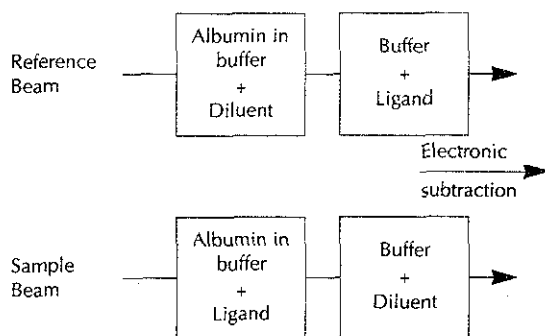 Reference
Beam
Albumin in
buffer
+
Diluent
Buffer
+
Ligand
Electronic
subtraction
Sample
Beam
Albumin in
buffer
+
Ligand
Buffer
+
Diluent